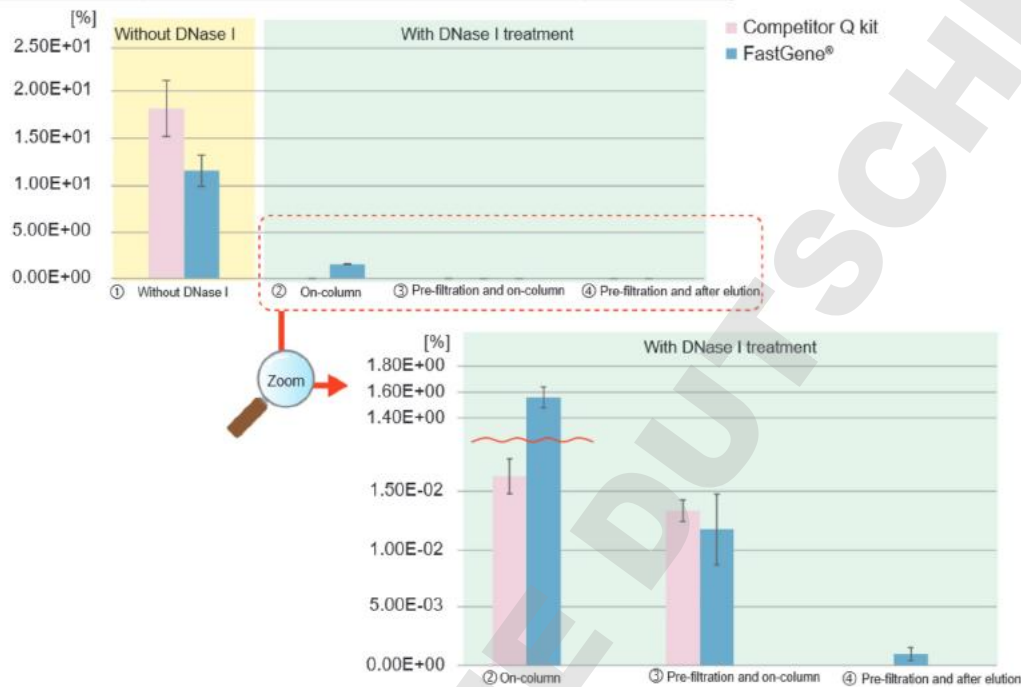 [%]
Without DNase I
With DNase I treatment
Competitor Q kit
FastGene®
2.50E+01
2.00E+01
1.50E+01
1.00E+01
5.00E+00
0.00E+00
① Without DNase I
② On-column
③ Pre-filtration and on-column
④ Pre-filtration and after elution
Zoom
[%]
With DNase I treatment
1.80E+00
1.60E+00
1.40E+00
1.50E-02
1.00E-02
5.00E-03
0.00E+00
② On-column
③ Pre-filtration and on-column
④ Pre-filtration and after elution
E DUTSCH